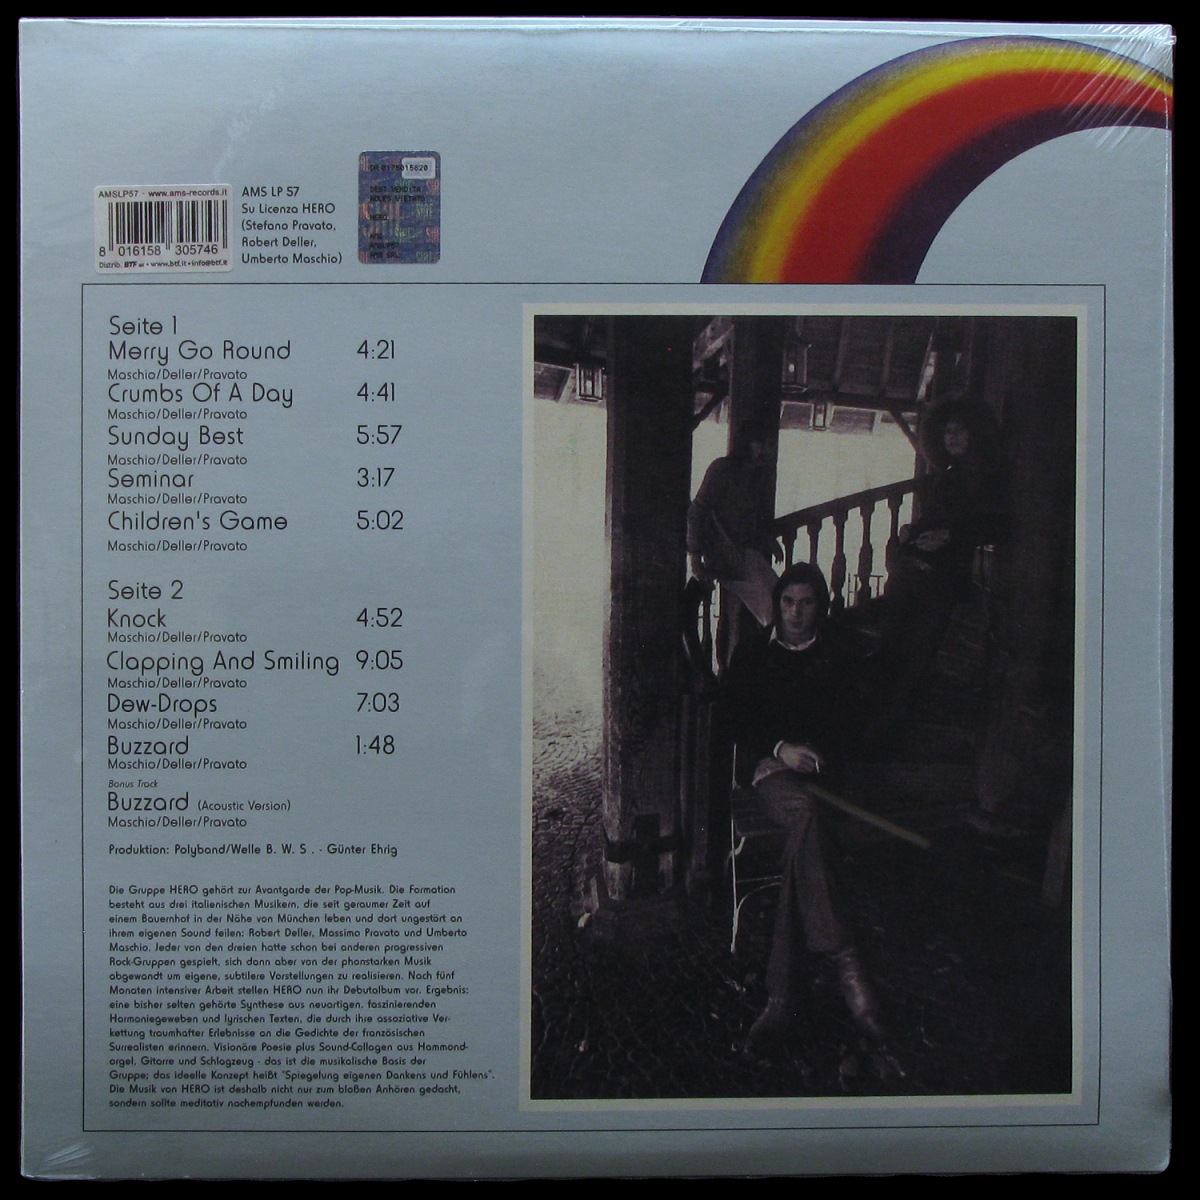 AMSLP57 · www.ams-records.it
8 016158 305746
Distrib. BTF srl • www.btf.it • info@btf.it
AMS LP 57
Su Licenza HERO
(Stefano Pravato,
Robert Deller,
Umberto Maschio)
DEST VENDITA
NOLEG VIETATO
HERO
AMS
AMSLP57
AMS SRL
Seite 1
Merry Go Round 4:21
Maschio/Deller/Pravato
Crumbs Of A Day 4:41
Maschio/Deller/Pravato
Sunday Best 5:57
Maschio/Deller/Pravato
Seminar 3:17
Maschio/Deller/Pravato
Children's Game 5:02
Maschio/Deller/Pravato
Seite 2
Knock 4:52
Maschio/Deller/Pravato
Clapping And Smiling 9:05
Maschio/Deller/Pravato
Dew-Drops 7:03
Maschio/Deller/Pravato
Buzzard 1:48
Maschio/Deller/Pravato
Bonus Track
Buzzard (Acoustic Version)
Maschio/Deller/Pravato
Produktion: Polyband/Welle B. W. S . - Günter Ehrig
Die Gruppe HERO gehört zur Avantgarde der Pop-Musik. Die Formation
besteht aus drei italienischen Musikern, die seit geraumer Zeit auf
einem Bauernhof in der Nähe von München leben und dort ungestört an
ihrem eigenen Sound feilen: Robert Deller, Massimo Pravato und Umberto
Maschio. Jeder von den dreien hatte schon bei anderen progressiven
Rock-Gruppen gespielt, sich dann aber von der phonstarken Musik
abgewandt um eigene, subtilere Vorstellungen zu realisieren. Nach fünf
Monaten intensiver Arbeit stellen HERO nun ihr Debutalbum vor. Ergebnis:
eine bisher selten gehörte Synthese aus neuartigen. faszinierenden
Harmoniegeweben und lyrischen Texten, die durch ihre assoziative Ver-
kettung traumhafter Erlebnisse an die Gedichte der französischen
Surrealisten erinnern. Visionäre Poesie plus Sound-Collagen aus Hammond-
orgel, Gitarre und Schlagzeug - das ist die musikalische Basis der
Gruppe; das ideelle Konzept heißt "Spiegelung eigenen Dankens und Fühlens".
Die Musik von HERO ist deshalb nicht nur zum bloßen Anhören gedacht,
sondern sollte meditativ nachempfunden werden.